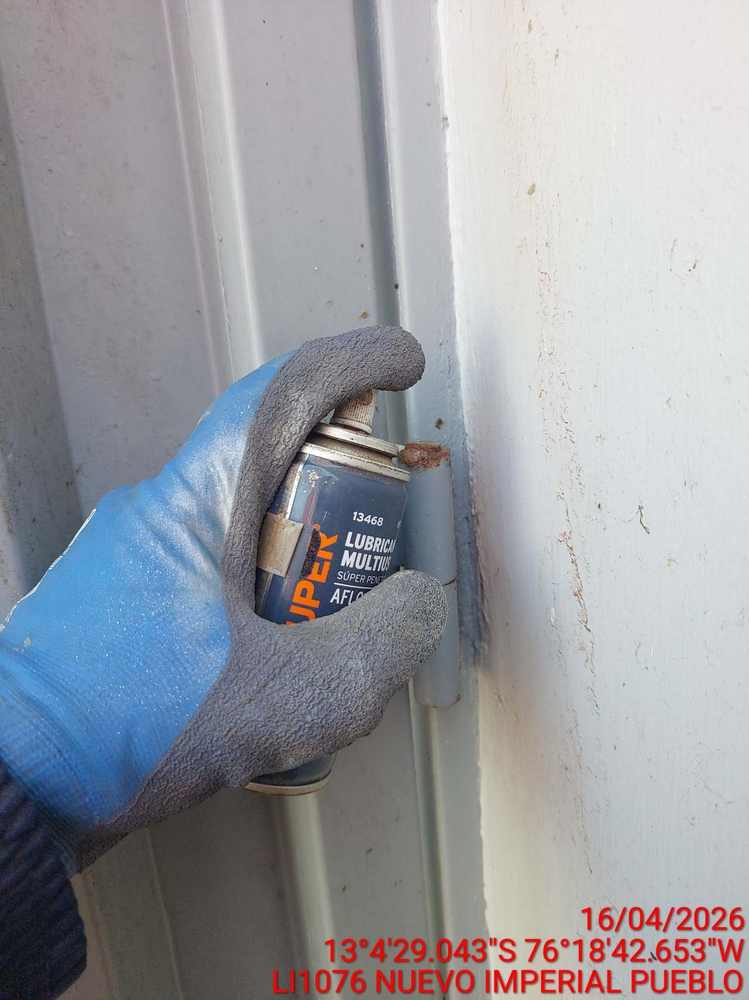 13468
LUBRICA
MULTIUS
SÚPER PENET
AFLO
UPER®
16/04/2026
13°4'29.043"S 76°18'42.653"W
LI1076 NUEVO IMPERIAL PUEBLO